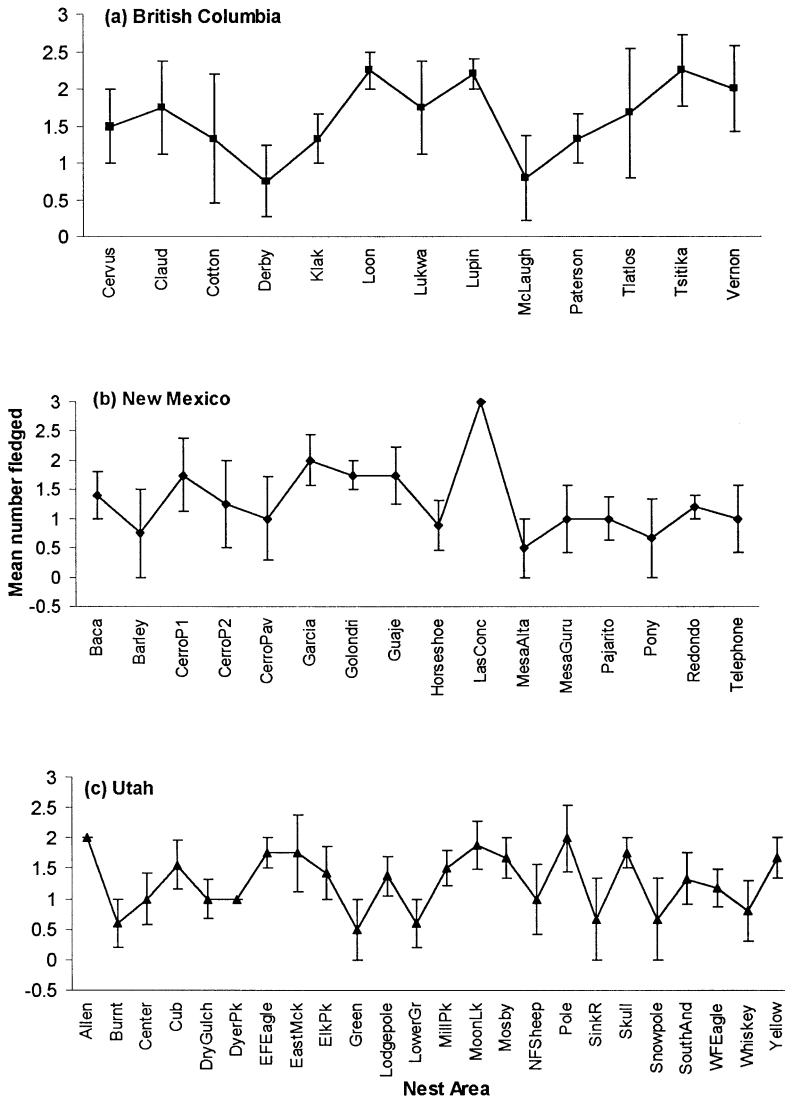 (a) British Columbia
3
2.5
2
1.5
1
0.5
0
Cervus
Claud
Cotton
Derby
Klak
Loon
Lukwa
Lupin
McLaugh
Paterson
Tlatlos
Tsitika
Vernon
Mean number fledged
(b) New Mexico
3
2.5
2
1.5
1
0.5
0
-0.5
Baca
Barley
CerroP1
CerroP2
CerroPav
Garcia
Golondri
Guaje
Horseshoe
LasConc
MesaAlta
MesaGuru
Pajarito
Pony
Redondo
Telephone
(c) Utah
3
2.5
2
1.5
1
0.5
0
-0.5
Allen
Burnt
Center
Cub
DryGulch
DyerPk
EFEagle
EastMck
ElkPk
Green
Lodgepole
LowerGr
MillPk
MoonLk
Mosby
NFSheep
Pole
SinkR
Skull
Snowpole
SouthAnd
WFEagle
Whiskey
Yellow
Nest Area